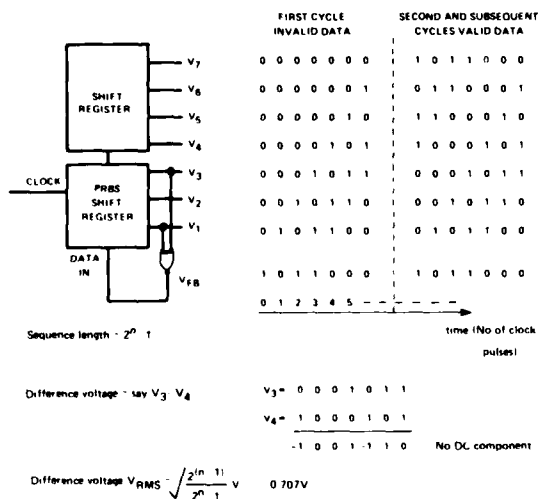 FIRST CYCLE
INVALID DATA
SECOND AND SUBSEQUENT
CYCLES VALID DATA
V7 0 0 0 0 0 0 0 1 0 1 1 0 0 0
V6 0 0 0 0 0 0 1 0 1 1 0 0 0 1
SHIFT
REGISTER
V5 0 0 0 0 0 1 0 1 1 0 0 0 1 0
V4 0 0 0 0 1 0 1 1 0 0 0 1 0 1
CLOCK
PRBS
SHIFT
REGISTER
V3 0 0 0 1 0 1 1 0 0 0 1 0 1 1
V2 0 0 1 0 1 1 0 0 0 1 0 1 1 0
V1 0 1 0 1 1 0 0 0 1 0 1 1 0 0
DATA
IN
VFB 1 0 1 1 0 0 0 1 0 1 1 0 0 0
0 1 2 3 4 5
time (No of clock
pulses)
Sequence length - 2^n 1
Difference voltage - say V3 V4
V3= 0 0 0 1 0 1 1
V4= 1 0 0 0 1 0 1
-1 0 0 1 -1 1 0 No DC component
Difference voltage VRMS √2^(n 1)/2^n 1 V 0.707V